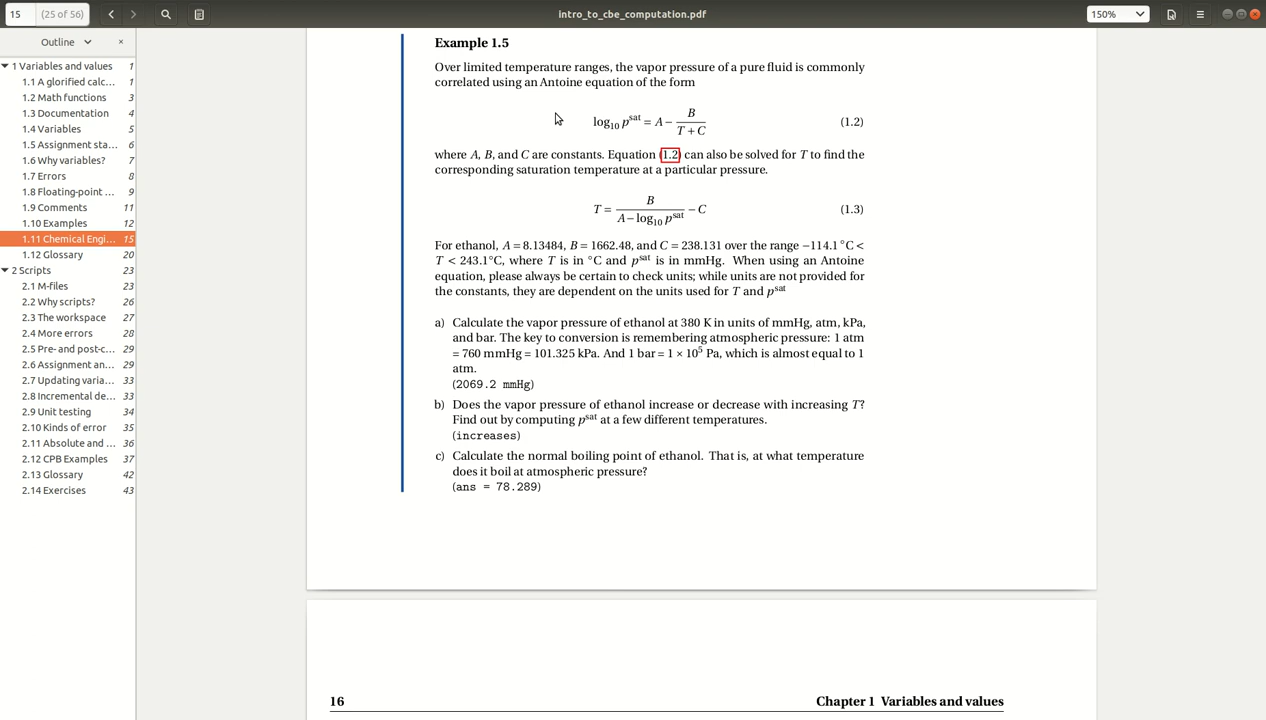 15 (25 of 56) intro_to_cbe_computation.pdf 150%
Outline
1 Variables and values 1
1.1 A glorified calc... 1
1.2 Math functions 3
1.3 Documentation 4
1.4 Variables 5
1.5 Assignment sta... 6
1.6 Why variables? 7
1.7 Errors 8
1.8 Floating-point ... 9
1.9 Comments 11
1.10 Examples 12
1.11 Chemical Engi... 15
1.12 Glossary 20
2 Scripts 23
2.1 M-files 23
2.2 Why scripts? 26
2.3 The workspace 27
2.4 More errors 28
2.5 Pre- and post-c... 29
2.6 Assignment an... 29
2.7 Updating varia... 33
2.8 Incremental de... 33
2.9 Unit testing 34
2.10 Kinds of error 35
2.11 Absolute and ... 36
2.12 CPB Examples 37
2.13 Glossary 42
2.14 Exercises 43
Example 1.5
Over limited temperature ranges, the vapor pressure of a pure fluid is commonly
correlated using an Antoine equation of the form
log₁₀ pˢᵃᵗ = A − B / (T + C) (1.2)
where A, B, and C are constants. Equation (1.2) can also be solved for T to find the
corresponding saturation temperature at a particular pressure.
T = B / (A − log₁₀ pˢᵃᵗ) − C (1.3)
For ethanol, A = 8.13484, B = 1662.48, and C = 238.131 over the range −114.1 °C <
T < 243.1°C, where T is in °C and pˢᵃᵗ is in mmHg. When using an Antoine
equation, please always be certain to check units; while units are not provided for
the constants, they are dependent on the units used for T and pˢᵃᵗ
a) Calculate the vapor pressure of ethanol at 380 K in units of mmHg, atm, kPa,
and bar. The key to conversion is remembering atmospheric pressure: 1 atm
= 760 mmHg = 101.325 kPa. And 1 bar = 1 × 10⁵ Pa, which is almost equal to 1
atm.
(2069.2 mmHg)
b) Does the vapor pressure of ethanol increase or decrease with increasing T?
Find out by computing pˢᵃᵗ at a few different temperatures.
(increases)
c) Calculate the normal boiling point of ethanol. That is, at what temperature
does it boil at atmospheric pressure?
(ans = 78.289)
16 Chapter 1 Variables and values